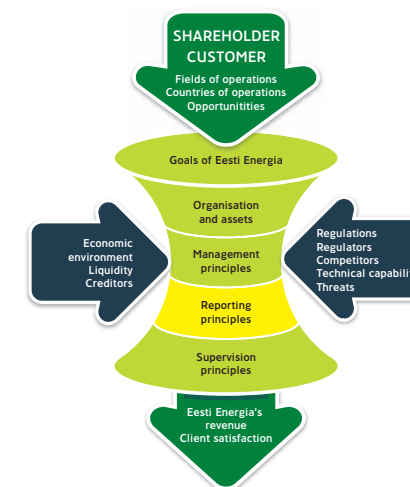 SHAREHOLDER
CUSTOMER
Fields of operations
Countries of operations
Opportunitities
Goals of Eesti Energia
Organisation
and assets
Economic
environment
Liquidity
Creditors
Management
principles
Regulations
Regulators
Competitors
Technical
Threats
Reporting
principles
Supervision
principles
Eesti Energia's
revenue
Client satisfaction